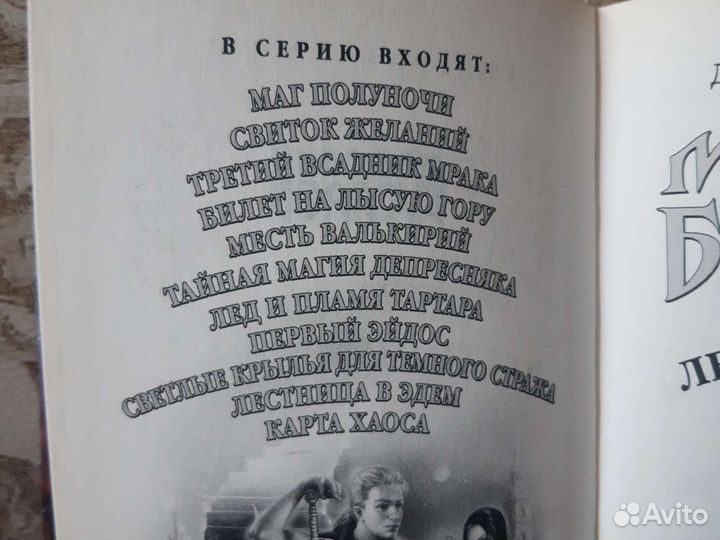 В СЕРИЮ ВХОДЯТ:
МАГ ПОЛУНОЧИ
СВИТОК ЖЕЛАНИЙ
ТРЕТИЙ ВСАДНИК МРАКА
БИЛЕТ НА ЛЫСУЮ ГОРУ
МЕСТЬ ВАЛЬКИРИЙ
ТАЙНАЯ МАГИЯ ДЕПРЕСНЯКА
ЛЕД И ПЛАМЯ ТАРТАРА
ПЕРВЫЙ ЭЙДОС
СВЕТЛЫЕ КРЫЛЬЯ ДЛЯ ТЕМНОГО СТРАЖА
ЛЕСТНИЦА В ЭДЕМ
КАРТА ХАОСА
Avito